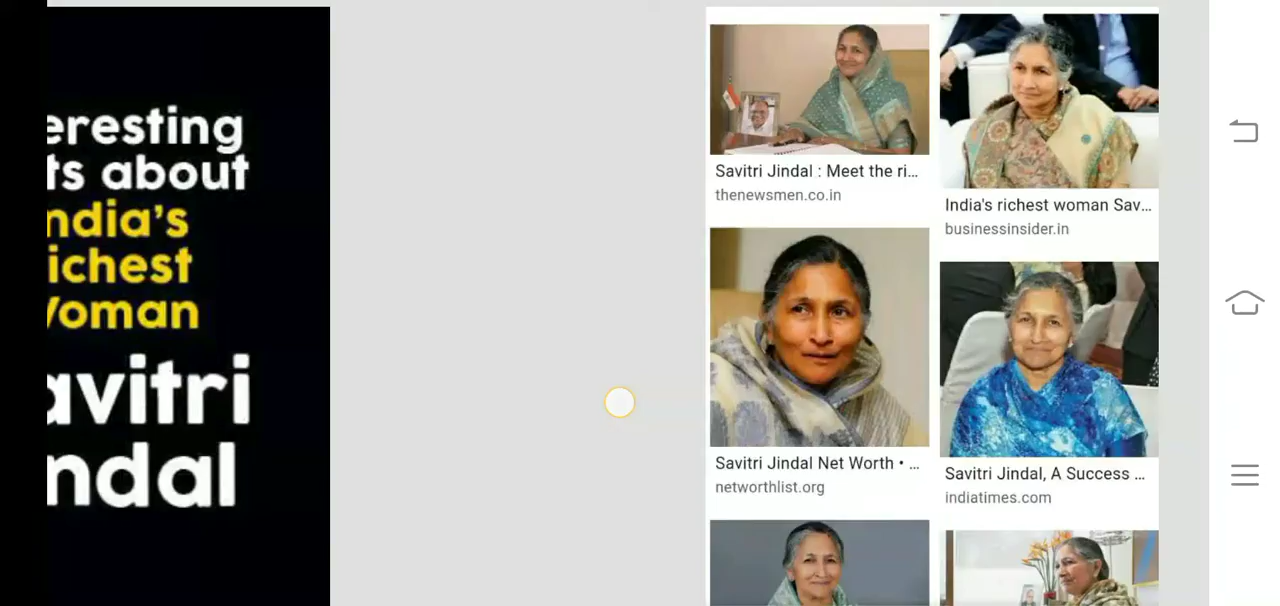 eresting
ts about
ndia's
ichest
Voman
avitri
ndal
Savitri Jindal : Meet the ri...
thenewsmen.co.in
India's richest woman Sav...
businessinsider.in
Savitri Jindal Net Worth • ...
networthlist.org
Savitri Jindal, A Success ...
indiatimes.com